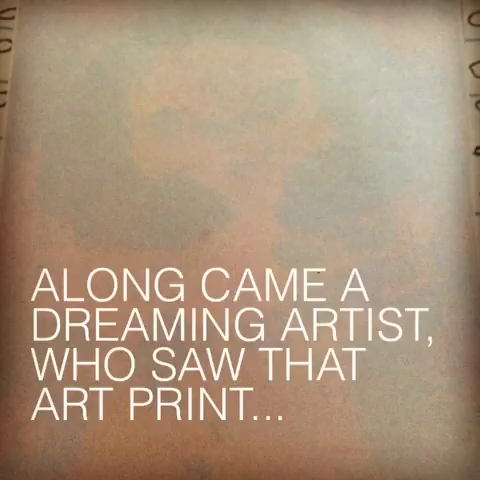 ALONG CAME A
DREAMING ARTIST,
WHO SAW THAT
ART PRINT...